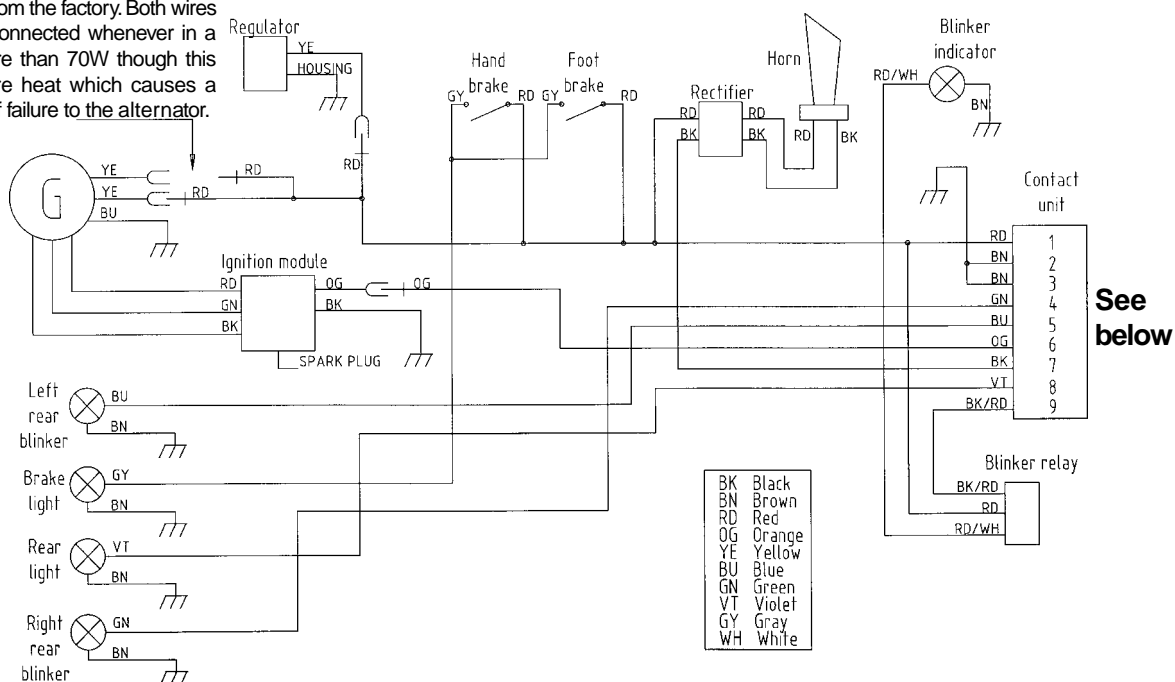 om the factory. Both wires
onnected whenever in a
re than 70W though this
re heat which causes a
f failure to the alternator.
Regulator
YE
HOUSING
RD
Hand
brake
GY
RD
Foot
brake
GY
RD
Rectifier
RD
BK
RD
BK
Horn
RD
BK
Blinker
indicator
RD/WH
BN
G
YE
YE
BU
RD
RD
Ignition module
RD
GN
BK
OG
BK
OG
SPARK PLUG
Contact
unit
RD 1
BN 2
BN 3
GN 4
BU 5
OG 6
BK 7
VT 8
BK/RD 9
See
below
Left
rear
blinker
BU
BN
Brake
light
GY
BN
Rear
light
VT
BN
Right
rear
blinker
GN
BN
BK Black
BN Brown
RD Red
OG Orange
YE Yellow
BU Blue
GN Green
VT Violet
GY Gray
WH White
Blinker relay
BK/RD
RD
RD/WH